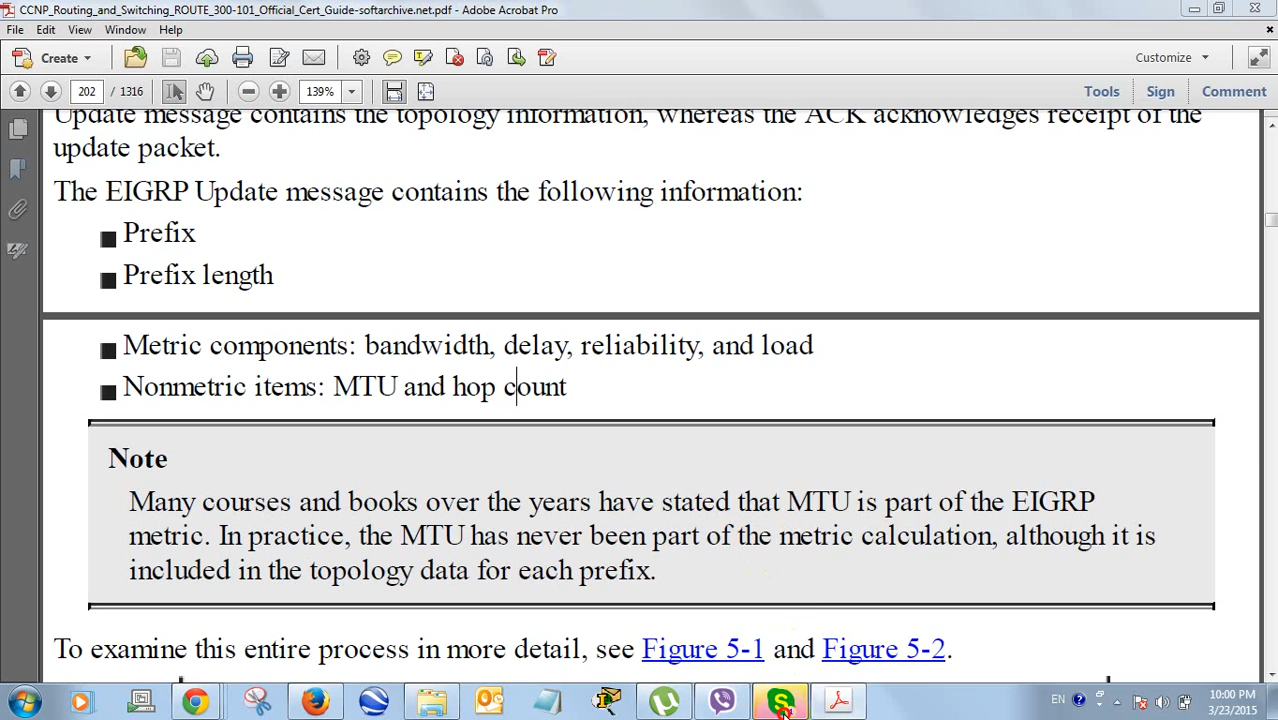 CCNP_Routing_and_Switching_ROUTE_300-101_Official_Cert_Guide-softarchive.net.pdf - Adobe Acrobat Pro
File Edit View Window Help
Create Customize
202 / 1316 139% Tools Sign Comment
Update message contains the topology information, whereas the ACK acknowledges receipt of the
update packet.
The EIGRP Update message contains the following information:
Prefix
Prefix length
Metric components: bandwidth, delay, reliability, and load
Nonmetric items: MTU and hop count
Note
Many courses and books over the years have stated that MTU is part of the EIGRP
metric. In practice, the MTU has never been part of the metric calculation, although it is
included in the topology data for each prefix.
To examine this entire process in more detail, see Figure 5-1 and Figure 5-2.
EN 10:00 PM
3/23/2015